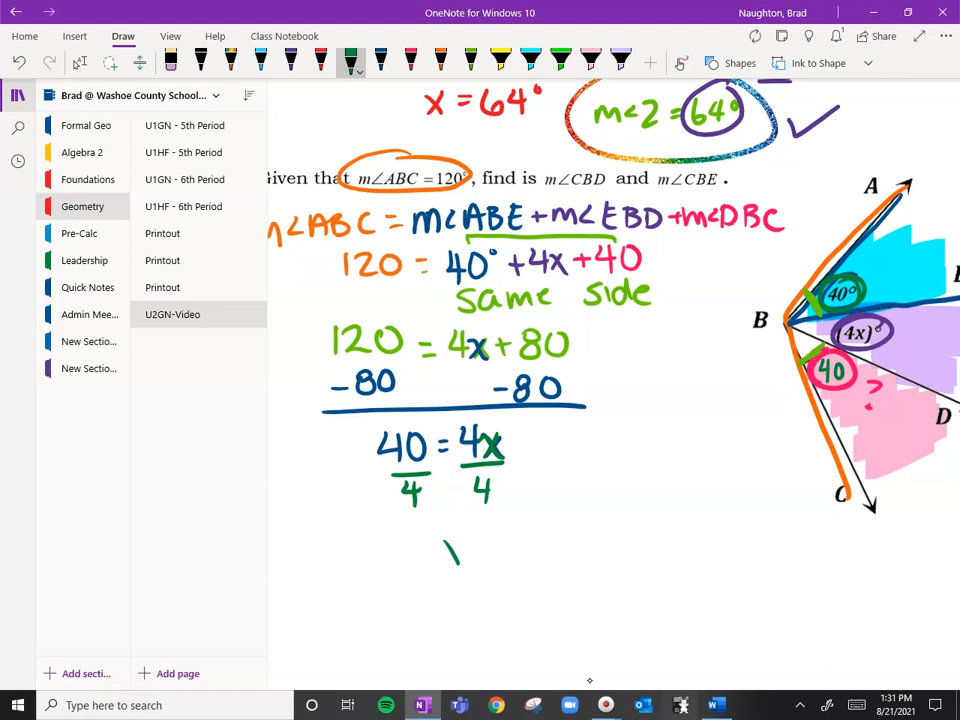 OneNote for Windows 10
Naughton, Brad
Home Insert Draw View Help Class Notebook
Share
Shapes Ink to Shape
Brad @ Washoe County School...
Formal Geo
Algebra 2
Foundations
Geometry
Pre-Calc
Leadership
Quick Notes
Admin Mee...
New Sectio...
New Sectio...
U1GN - 5th Period
U1HF - 5th Period
U1GN - 6th Period
U1HF - 6th Period
Printout
Printout
Printout
Printout
U2GN-Video
Add secti...
Add page
x = 64°
m∠2 = 64°
Given that m∠ABC = 120°, find is m∠CBD and m∠CBE.
m∠ABC = m∠ABE + m∠EBD + m∠DBC
120 = 40° + 4x + 40
same side
120 = 4x + 80
-80 -80
40 = 4x
4 4
A
B
40°
(4x)°
40
?
D
C
Type here to search
1:31 PM
8/21/2021